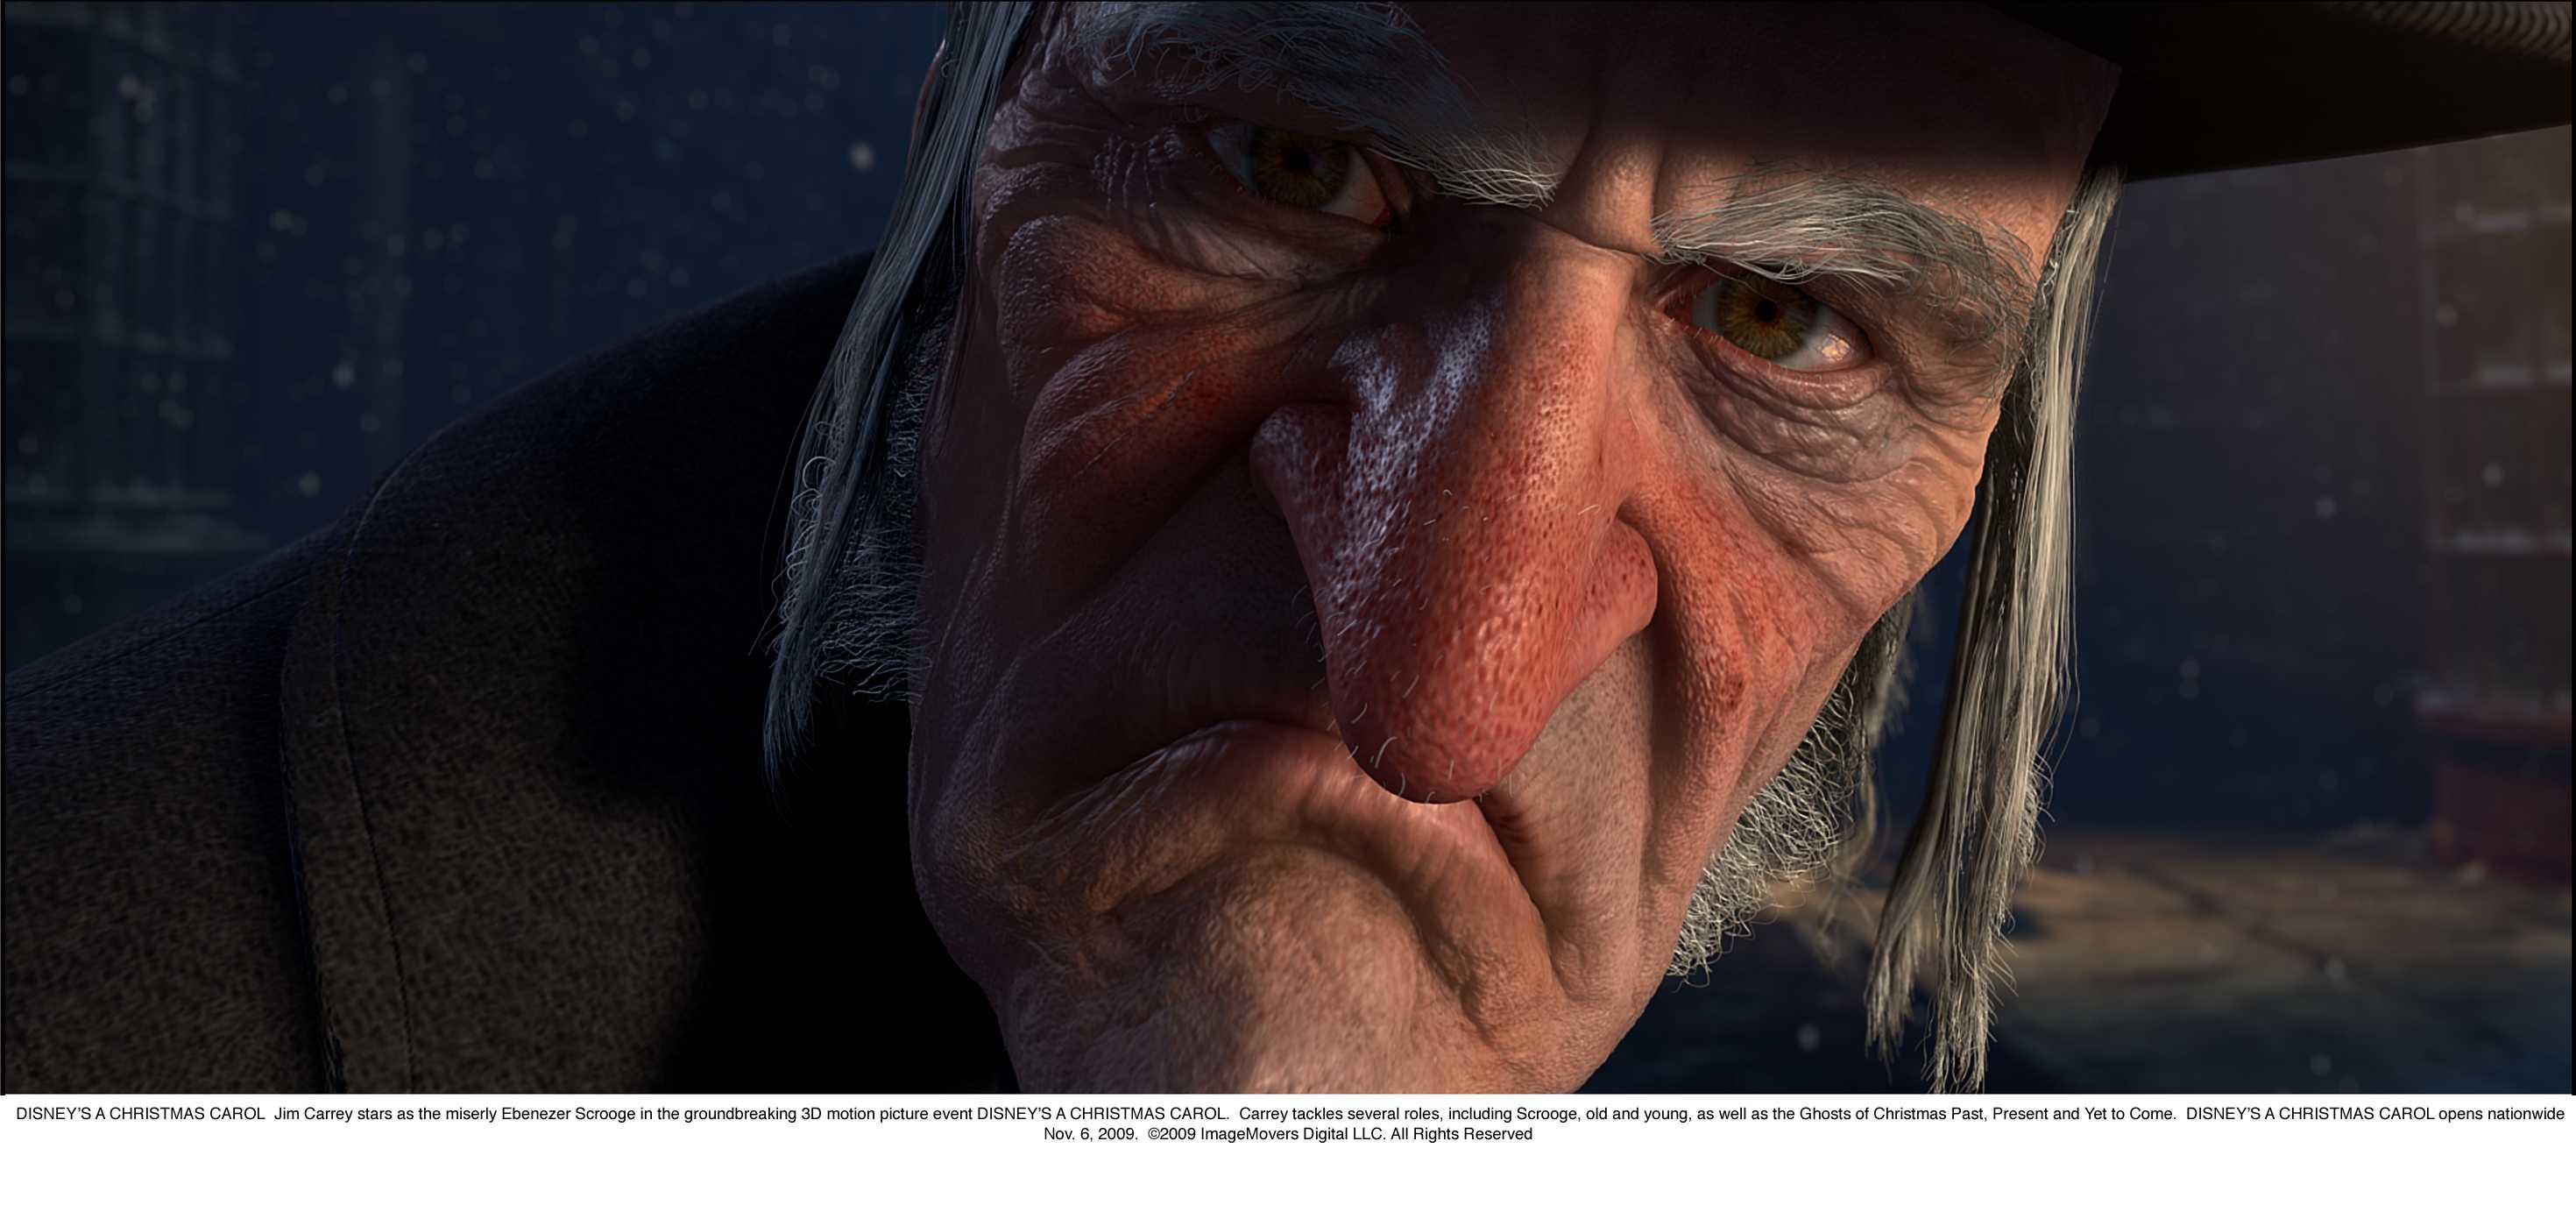 DISNEY'S A CHRISTMAS CAROL  Jim Carrey stars as the miserly Ebenezer Scrooge in the groundbreaking 3D motion picture event DISNEY'S A CHRISTMAS CAROL.  Carrey tackles several roles, including Scrooge, old and young, as well as the Ghosts of Christmas Past, Present and Yet to Come.  DISNEY'S A CHRISTMAS CAROL opens nationwide
Nov. 6, 2009.  ©2009 ImageMovers Digital LLC. All Rights Reserved